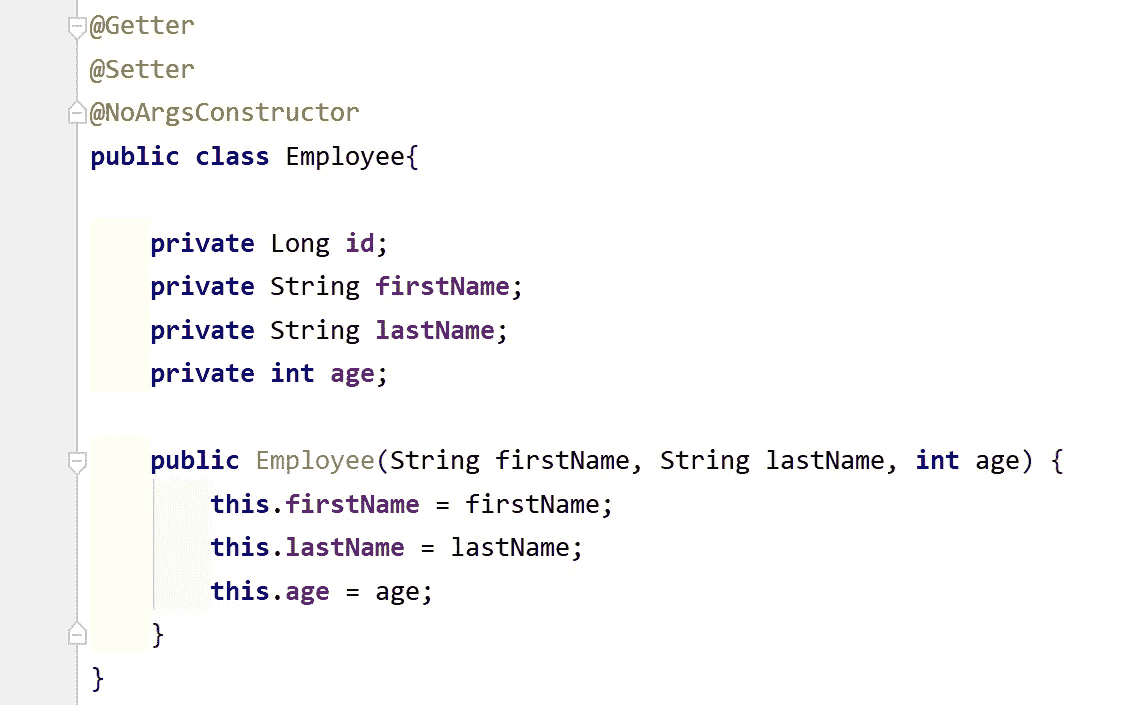 @Getter
@Setter
@NoArgsConstructor
public class Employee{
private Long id;
private String firstName;
private String lastName;
private int age;
public Employee(String firstName, String lastName, int age) {
this.firstName = firstName;
this.lastName = lastName;
this.age = age;
}
}